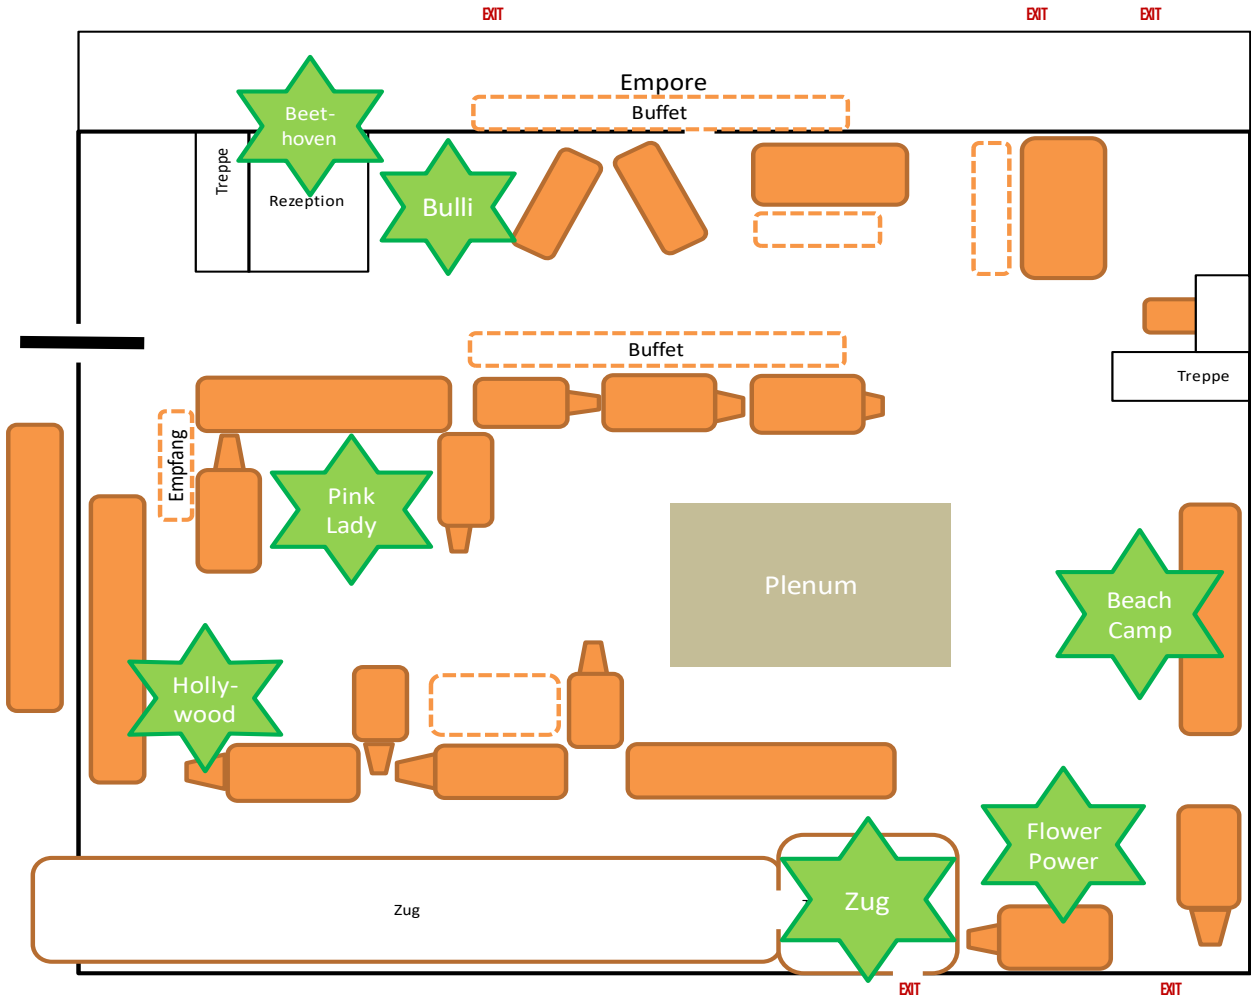 EXIT
EXIT
EXIT
Empore
Buffet
Beet-
hoven
Treppe
Rezeption
Bulli
Buffet
Treppe
Empfang
Pink
Lady
Plenum
Beach
Camp
Holly-
wood
Flower
Power
Zug
Zug
EXIT
EXIT